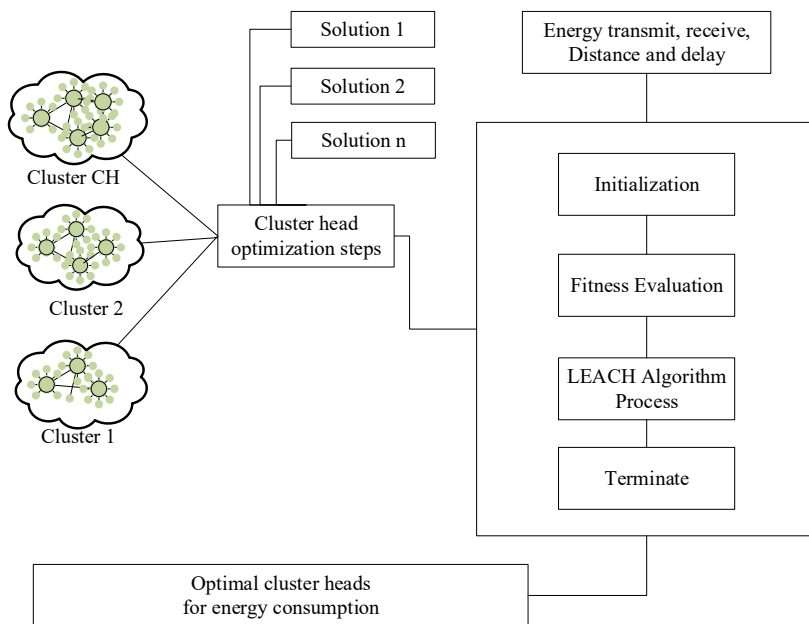 Solution 1
Solution 2
Solution n
Energy transmit, receive,
Distance and delay
Cluster CH
Cluster 2
Cluster 1
Cluster head
optimization steps
Initialization
Fitness Evaluation
LEACH Algorithm
Process
Terminate
Optimal cluster heads
for energy consumption